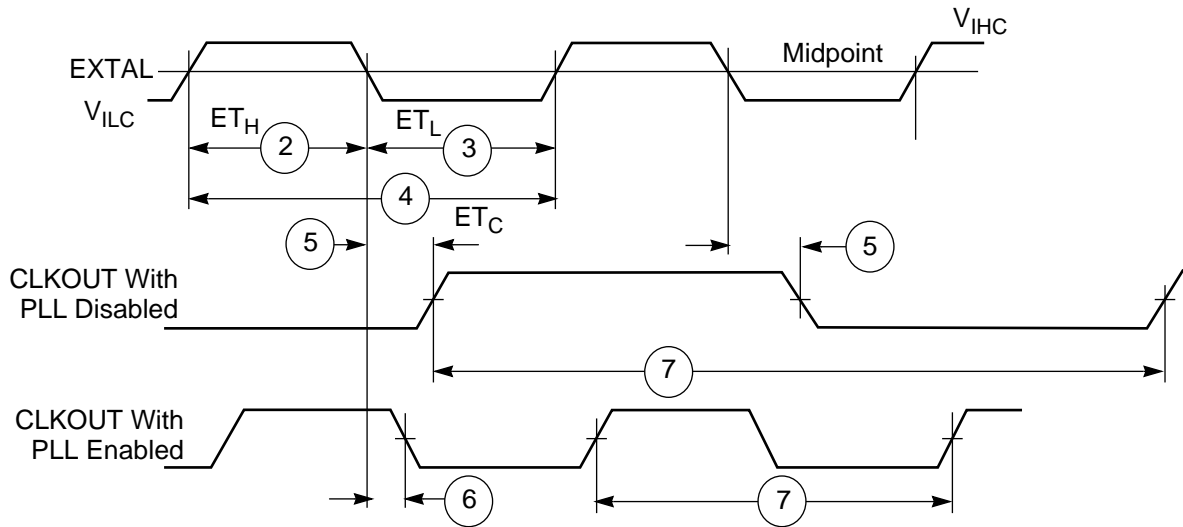 V_IHC
EXTAL
Midpoint
V_ILC
ET_H
ET_L
2
3
4
ET_C
5
5
CLKOUT With
PLL Disabled
7
CLKOUT With
PLL Enabled
6
7